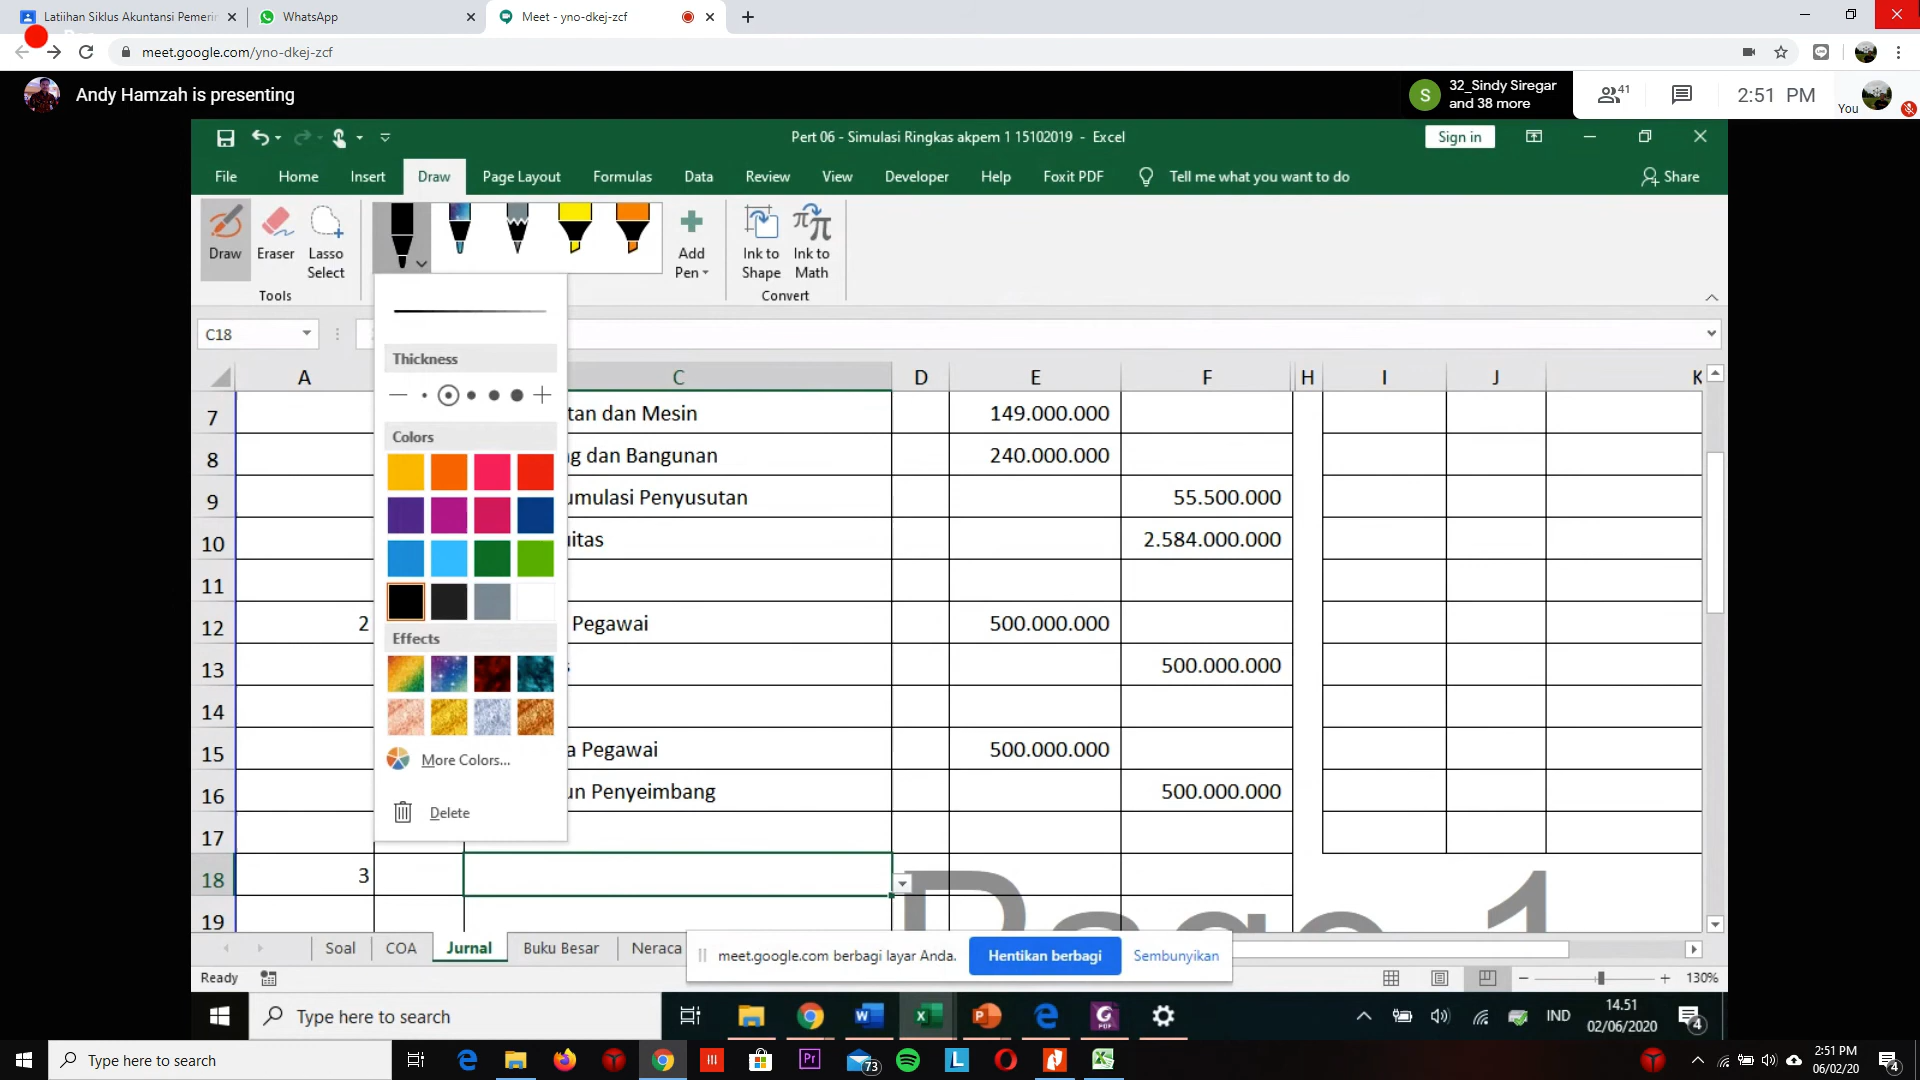 Latiihan Siklus Akuntansi Pemerin
WhatsApp
Meet - yno-dkej-zcf
meet.google.com/yno-dkej-zcf
Andy Hamzah is presenting
S
32_Sindy Siregar
and 38 more
41
2:51 PM
You
Pert 06 - Simulasi Ringkas akpem 1 15102019 - Excel
Sign in
File Home Insert Draw Page Layout Formulas Data Review View Developer Help Foxit PDF Tell me what you want to do Share
Draw Eraser Lasso Select
Add Pen
Ink to Shape Ink to Math
Tools
Convert
C18
Thickness
Colors
Effects
More Colors...
Delete
A C D E F H I J K
7 tan dan Mesin 149.000.000
8 g dan Bangunan 240.000.000
9 umulasi Penyusutan 55.500.000
10 uitas 2.584.000.000
11
12 2 Pegawai 500.000.000
13 s 500.000.000
14
15 a Pegawai 500.000.000
16 un Penyeimbang 500.000.000
17
18 3
19
Page 1
Soal COA Jurnal Buku Besar Neraca
meet.google.com berbagi layar Anda. Hentikan berbagi Sembunyikan
Ready
130%
Type here to search
IND
14.51
02/06/2020
4
Type here to search
73
2:51 PM
06/02/20
4